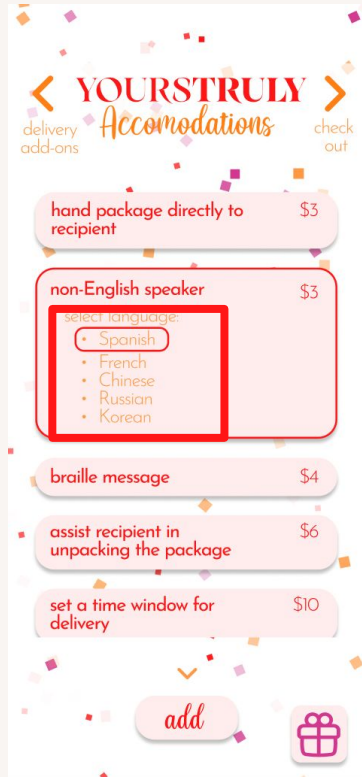 YOURSTRULY
Accomodations
delivery
add-ons
check
out
hand package directly to
recipient
$3
non-English speaker
$3
select language:
• Spanish
• French
• Chinese
• Russian
• Korean
braille message
$4
assist recipient in
unpacking the package
$6
set a time window for
delivery
$10
add